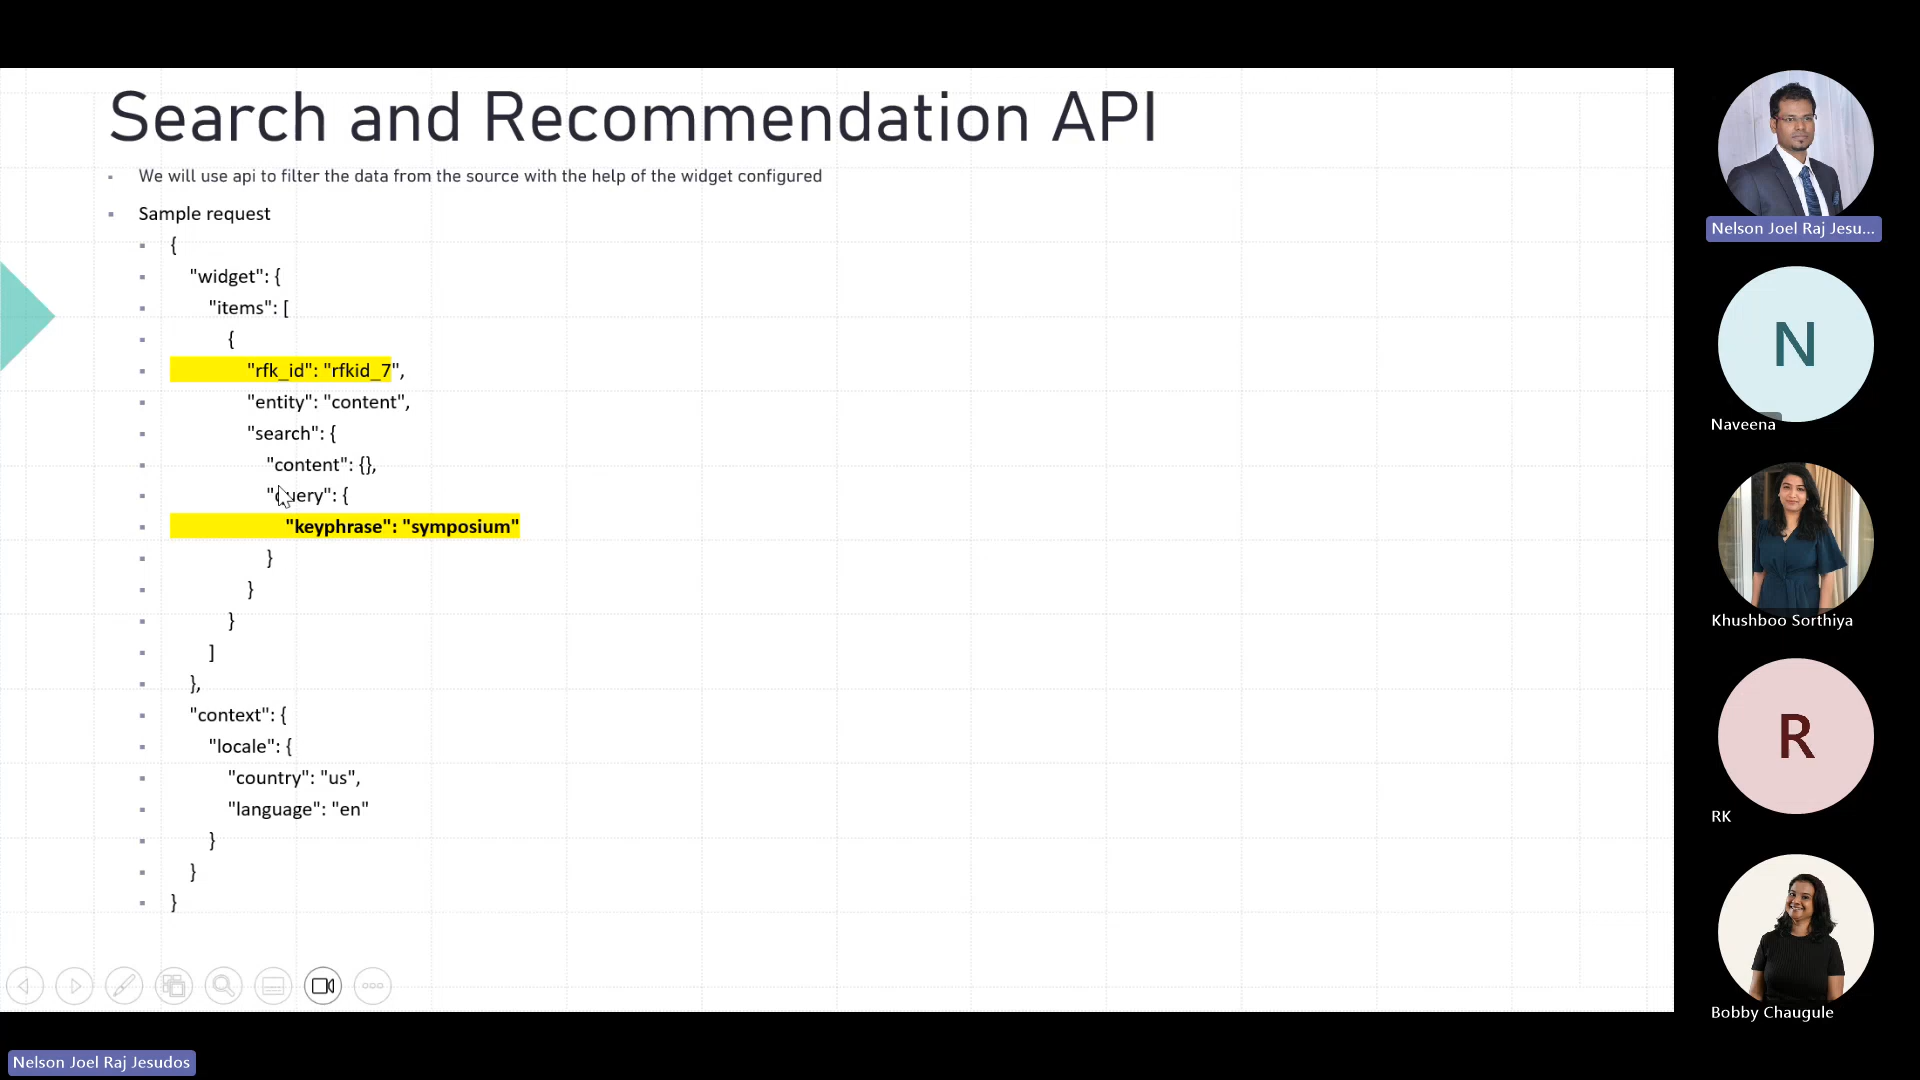 Search and Recommendation API
We will use api to filter the data from the source with the help of the widget configured
Sample request
{
"widget": {
"items": [
{
"rfk_id": "rfkid_7",
"entity": "content",
"search": {
"content": {},
"query": {
"keyphrase": "symposium"
}
}
}
]
},
"context": {
"locale": {
"country": "us",
"language": "en"
}
}
}
Nelson Joel Raj Jesu...
N
Naveena
Khushboo Sorthiya
R
RK
Bobby Chaugule
Nelson Joel Raj Jesudos